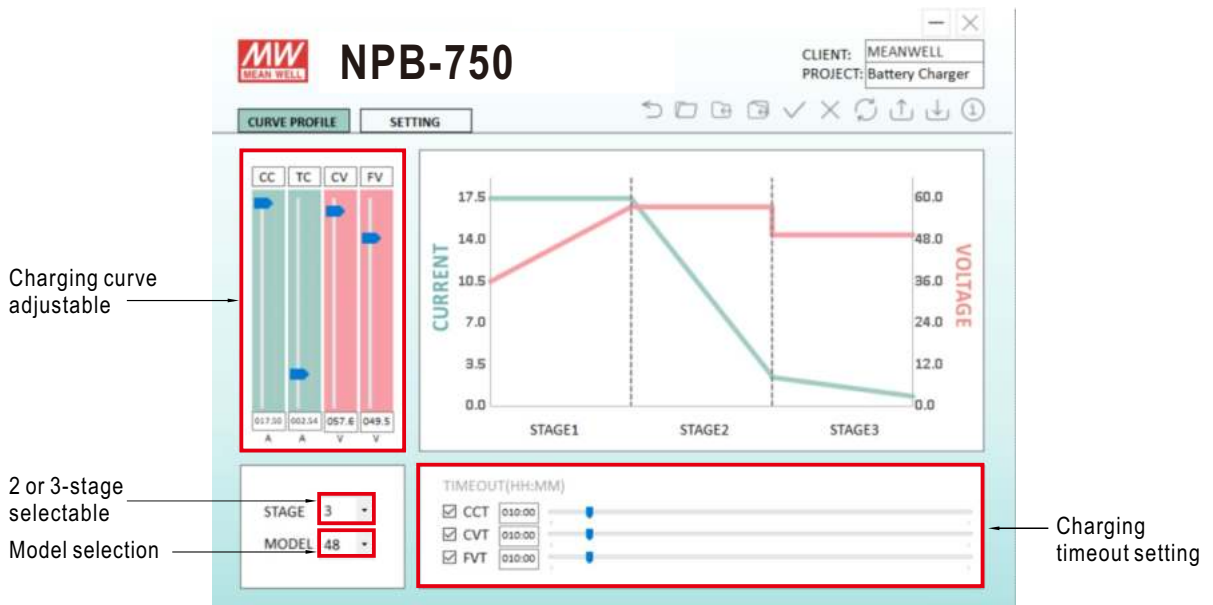 MW
MEAN WELL
NPB-750
CLIENT: MEANWELL
PROJECT: Battery Charger
CURVE PROFILE
SETTING
CC TC CV FV
017.50 002.54 057.6 049.5
A A V V
Charging curve
adjustable
CURRENT
17.5
14.0
10.5
7.0
3.5
0.0
60.0
48.0
36.0
24.0
12.0
0.0
VOLTAGE
STAGE1 STAGE2 STAGE3
2 or 3-stage
selectable
Model selection
STAGE 3
MODEL 48
TIMEOUT(HH:MM)
CCT 010:00
CVT 010:00
FVT 010:00
Charging
timeout setting